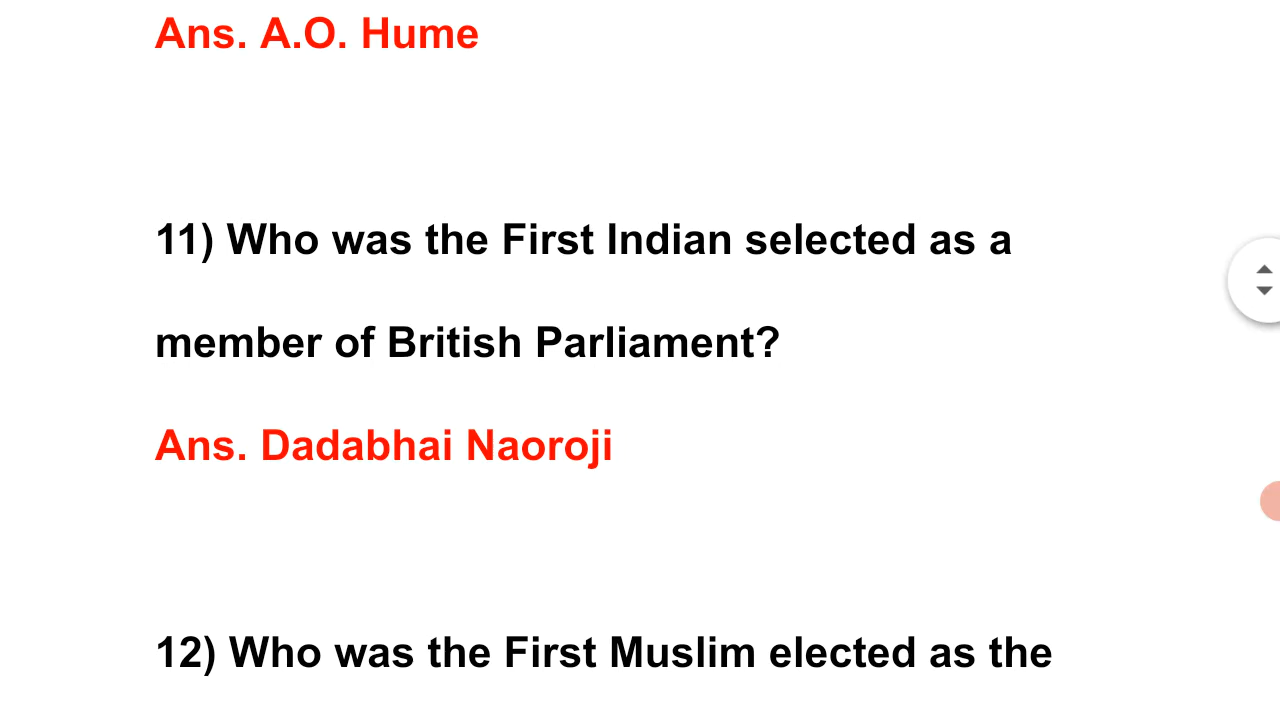 Ans. A.O. Hume
11) Who was the First Indian selected as a
member of British Parliament?
Ans. Dadabhai Naoroji
12) Who was the First Muslim elected as the